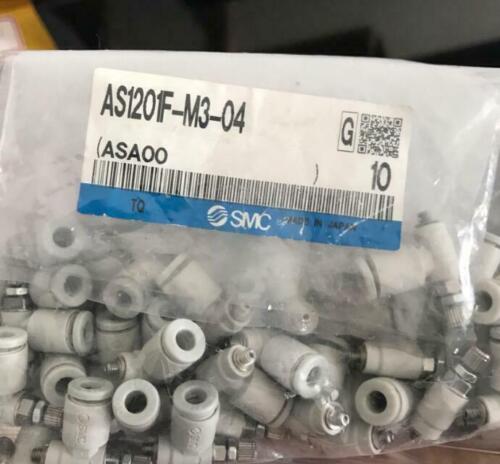 AS1201F-M3-04
G
(ASA00 )
10
TQ
SMC MADE IN JAPAN